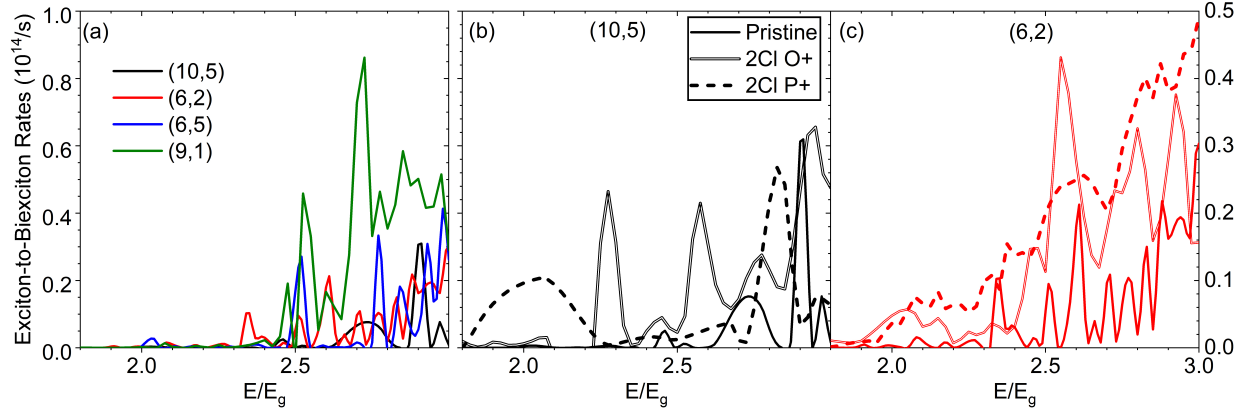 Exciton-to-Biexciton Rates (10¹⁴/s)
1.0
0.8
0.6
0.4
0.2
0.0
(a)
(10,5)
(6,2)
(6,5)
(9,1)
2.0 2.5
E/Eg
(b) (10,5)
Pristine
2Cl O+
2Cl P+
2.0 2.5
E/Eg
(c) (6,2)
0.5
0.4
0.3
0.2
0.1
0.0
2.0 2.5 3.0
E/Eg